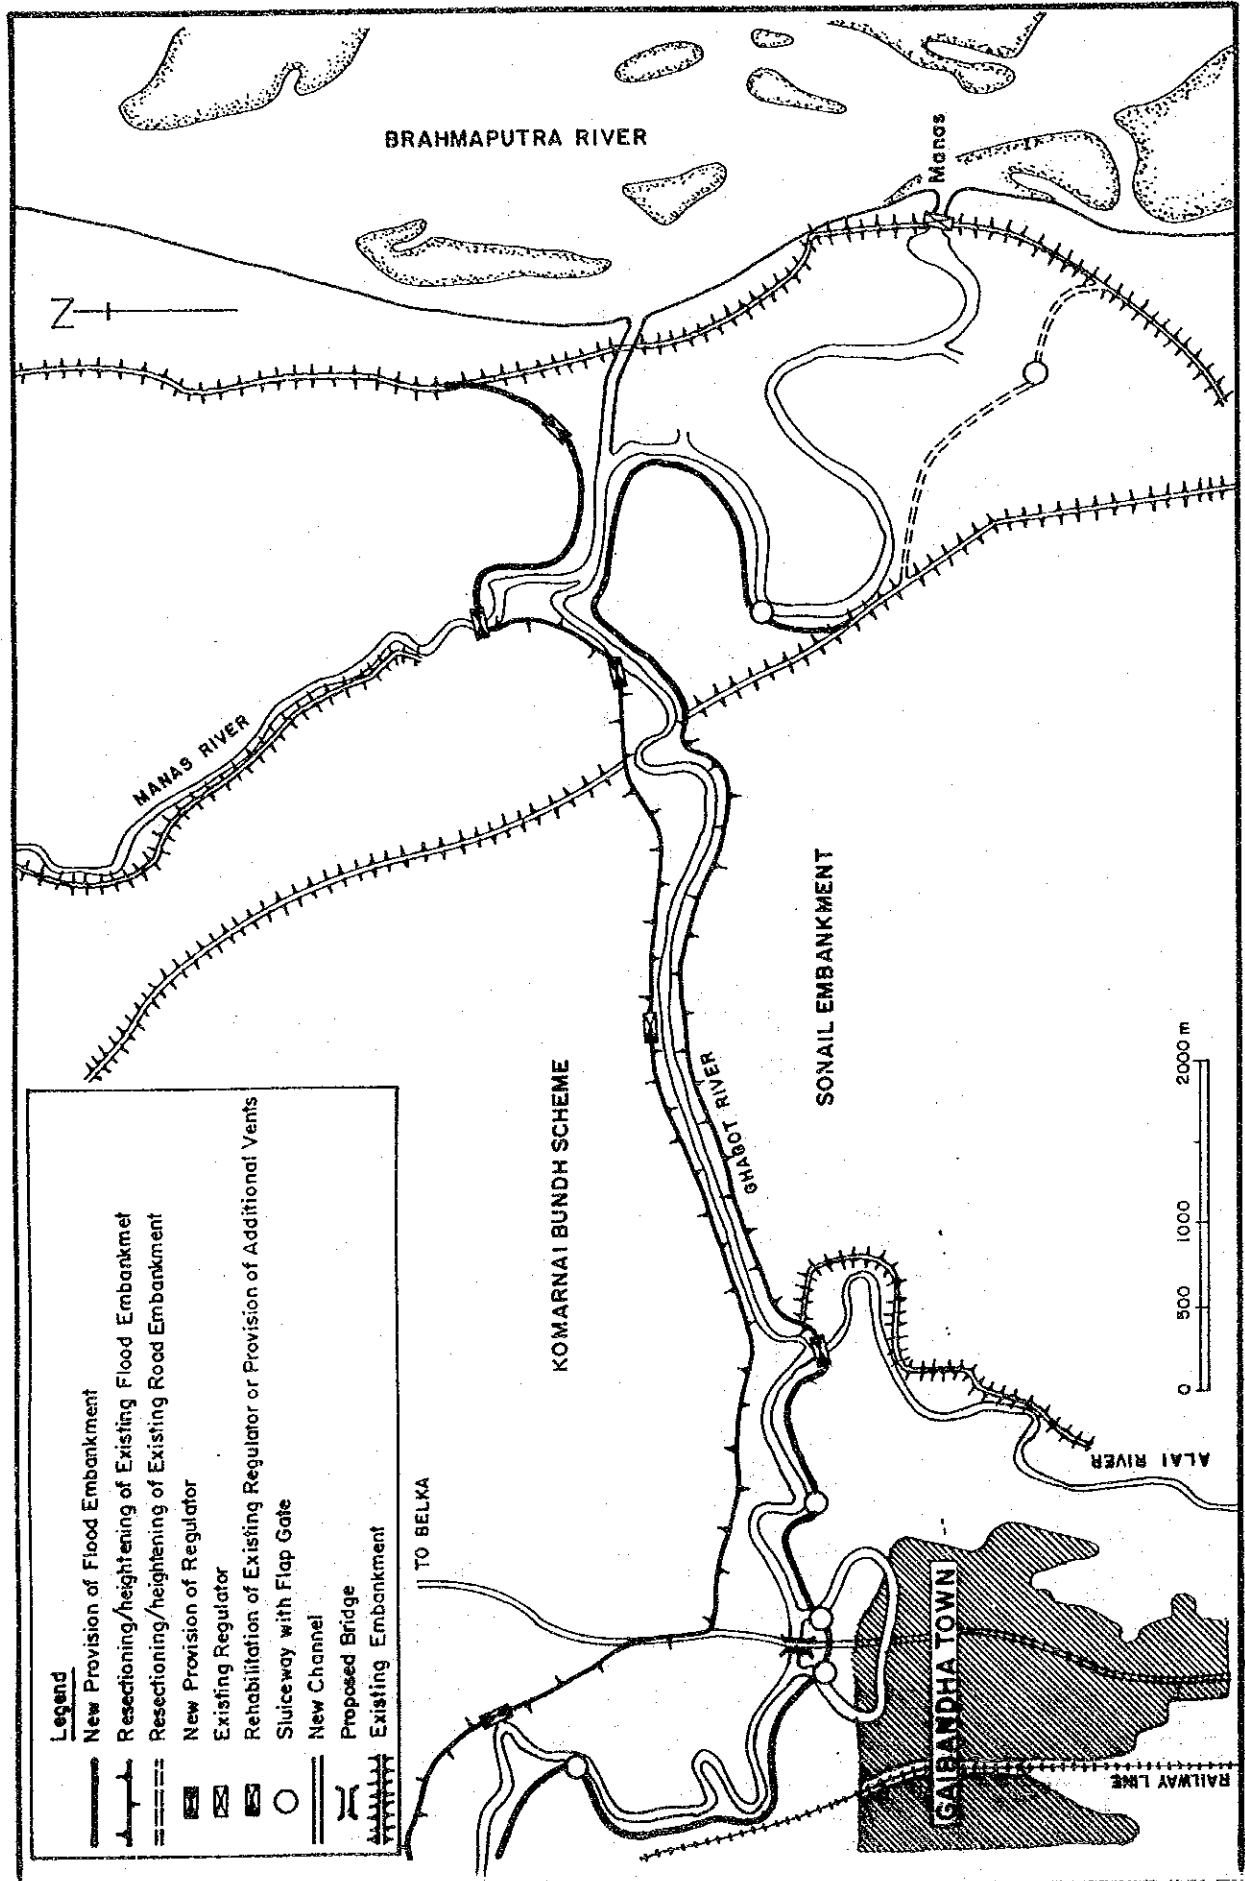 BRAHMAPUTRA RIVER
Manas
N
MANAS RIVER
KOMARNAI BUNDH SCHEME
SONAIL EMBANKMENT
GHAGOT RIVER
ALAI RIVER
TO BELKA
GAIBANDHA TOWN
RAILWAY LINE
0 500 1000 2000 m
Legend
New Provision of Flood Embankment
Resectioning/heightening of Existing Flood Embankmet
Resectioning/heightening of Existing Road Embankment
New Provision of Regulator
Existing Regulator
Rehabilitation of Existing Regulator or Provision of Additional Vents
Sluiceway with Flap Gate
New Channel
Proposed Bridge
Existing Embankment